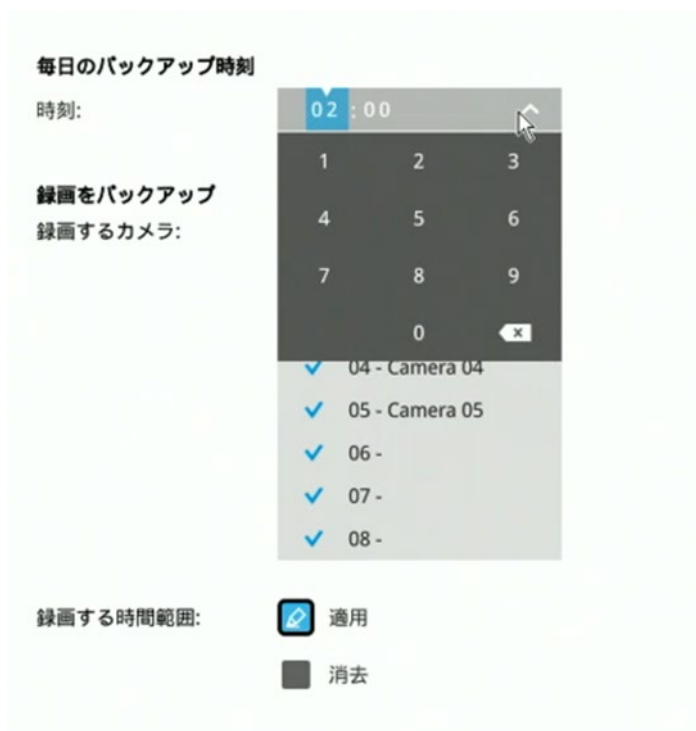 毎日のバックアップ時刻
時刻: 02:00
1 2 3
録画をバックアップ
録画するカメラ:
4 5 6
7 8 9
0 x
04 - Camera 04
05 - Camera 05
06 -
07 -
08 -
録画する時間範囲: 適用
消去